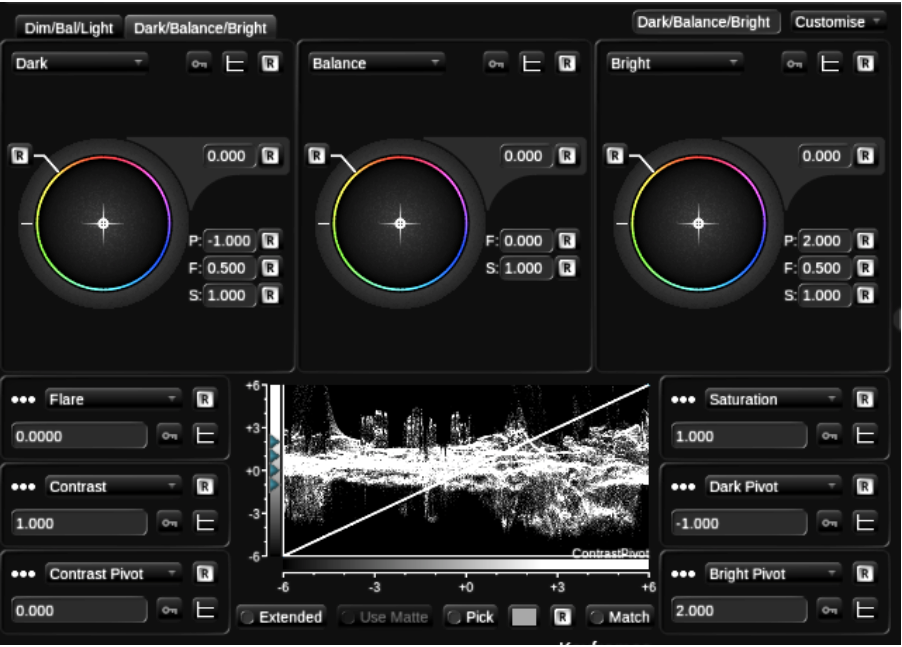 Dim/Bal/Light Dark/Balance/Bright Dark/Balance/Bright Customise
Dark R Balance R Bright R
R 0.000 R R 0.000 R R 0.000 R
P: -1.000 R P: 2.000 R
F: 0.500 R F: 0.000 R F: 0.500 R
S: 1.000 R S: 1.000 R S: 1.000 R
Flare R
0.0000
Contrast R
1.000
Contrast Pivot R
0.000
+6
+3
+0
-3
-6
ContrastPivot
-6 -3 +0 +3 +6
Extended Use Matte Pick R Match
Saturation R
1.000
Dark Pivot R
-1.000
Bright Pivot R
2.000